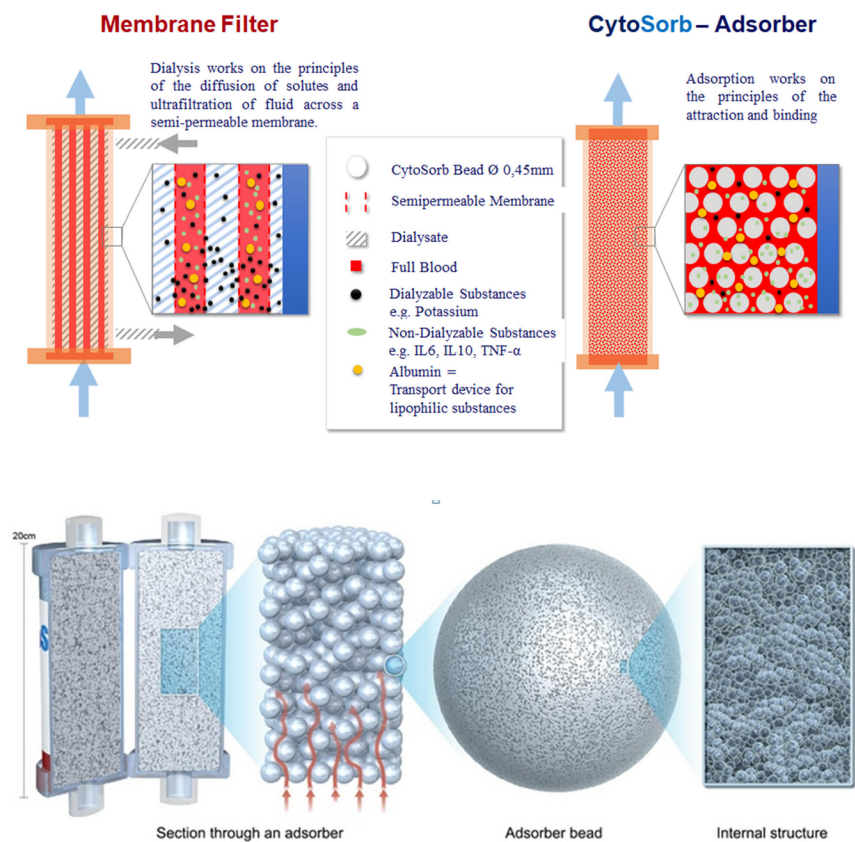 Membrane Filter
Dialysis works on the principles
of the diffusion of solutes and
ultrafiltration of fluid across a
semi-permeable membrane.
CytoSorb – Adsorber
Adsorption works on
the principles of the
attraction and binding
CytoSorb Bead Ø 0,45mm
Semipermeable Membrane
Dialysate
Full Blood
Dialyzable Substances
e.g. Potassium
Non-Dialyzable Substances
e.g. IL6, IL10, TNF-α
Albumin =
Transport device for
lipophilic substances
20cm
S
Section through an adsorber
Adsorber bead
Internal structure